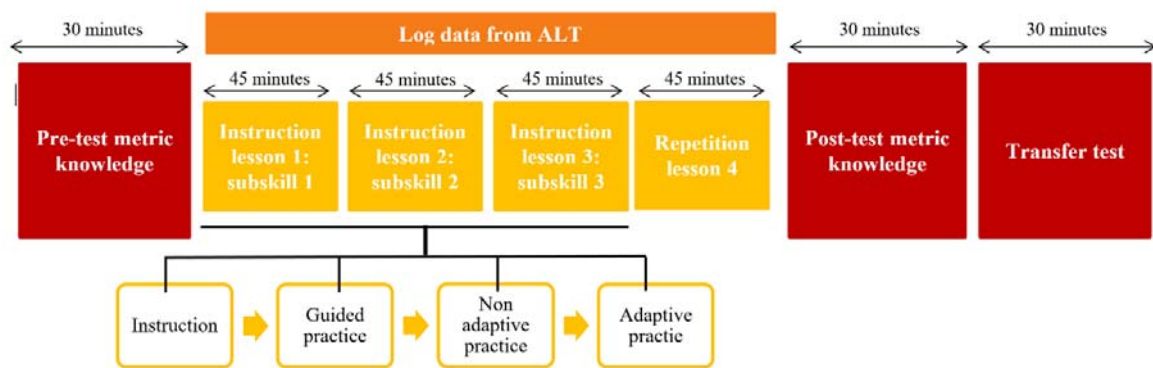 30 minutes
Log data from ALT
30 minutes
30 minutes
45 minutes
45 minutes
45 minutes
45 minutes
Pre-test metric
knowledge
Instruction
lesson 1:
subskill 1
Instruction
lesson 2:
subskill 2
Instruction
lesson 3:
subskill 3
Repetition
lesson 4
Post-test metric
knowledge
Transfer test
Instruction
Guided
practice
Non
adaptive
practice
Adaptive
practie